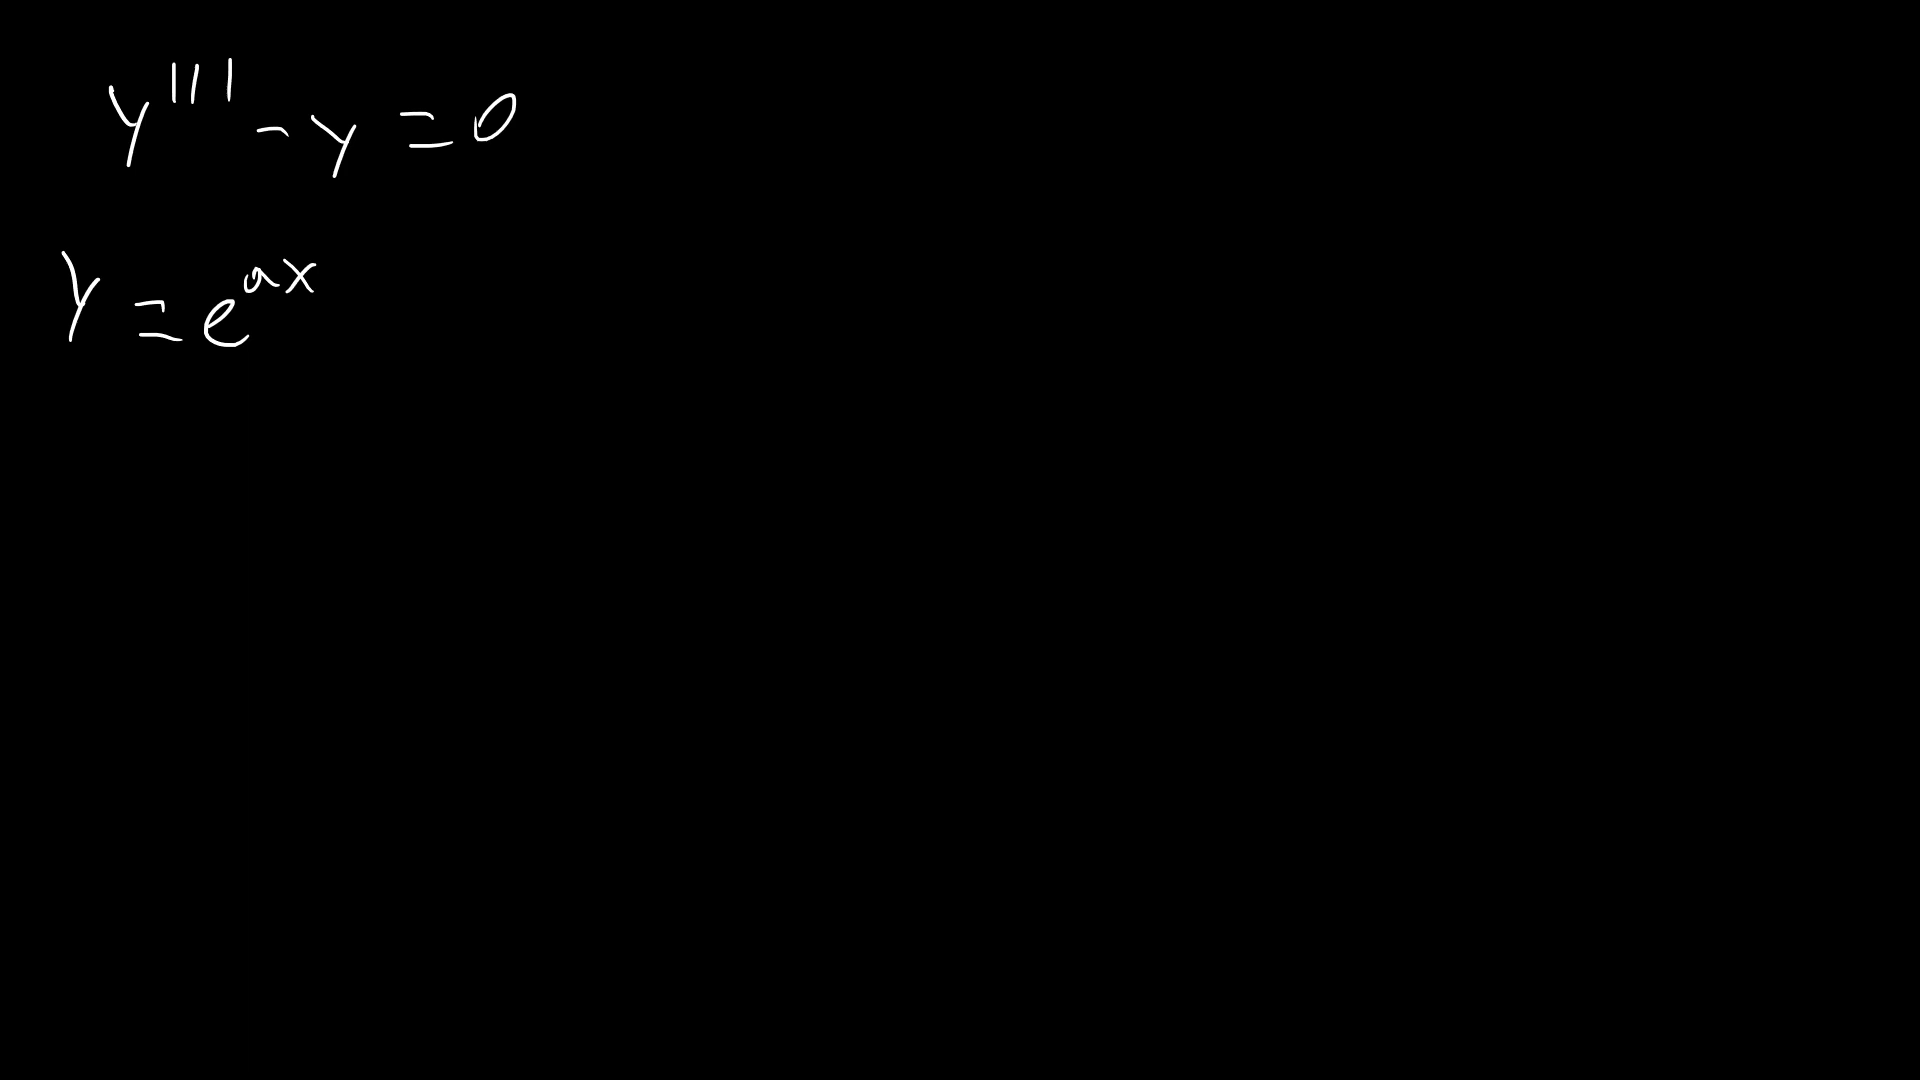 y''' - y = 0
y = e^{ax}